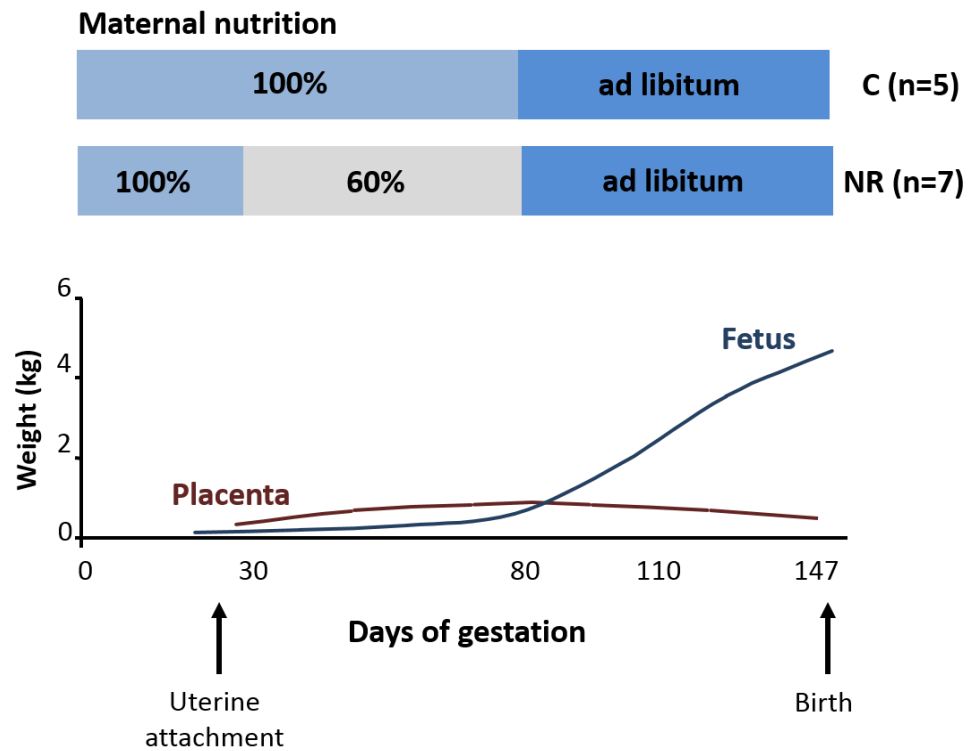 Maternal nutrition
100% ad libitum C (n=5)
100% 60% ad libitum NR (n=7)
6
4
2
0
Weight (kg)
Fetus
Placenta
0 30 80 110 147
Days of gestation
Uterine
attachment
Birth